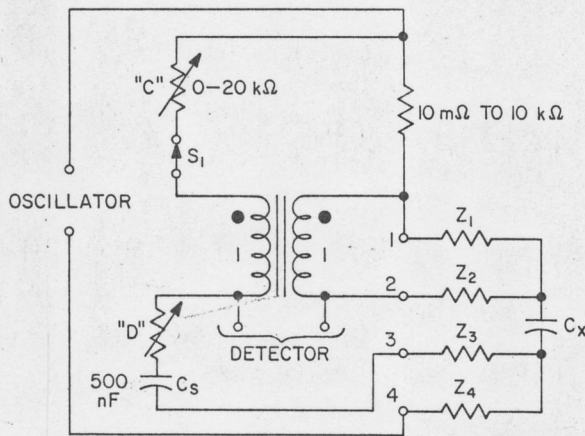 "C"
0–20 kΩ
10 mΩ TO 10 kΩ
S1
OSCILLATOR
1
1
1
Z1
2
Z2
"D"
DETECTOR
3
Z3
CX
500
nF
CS
4
Z4